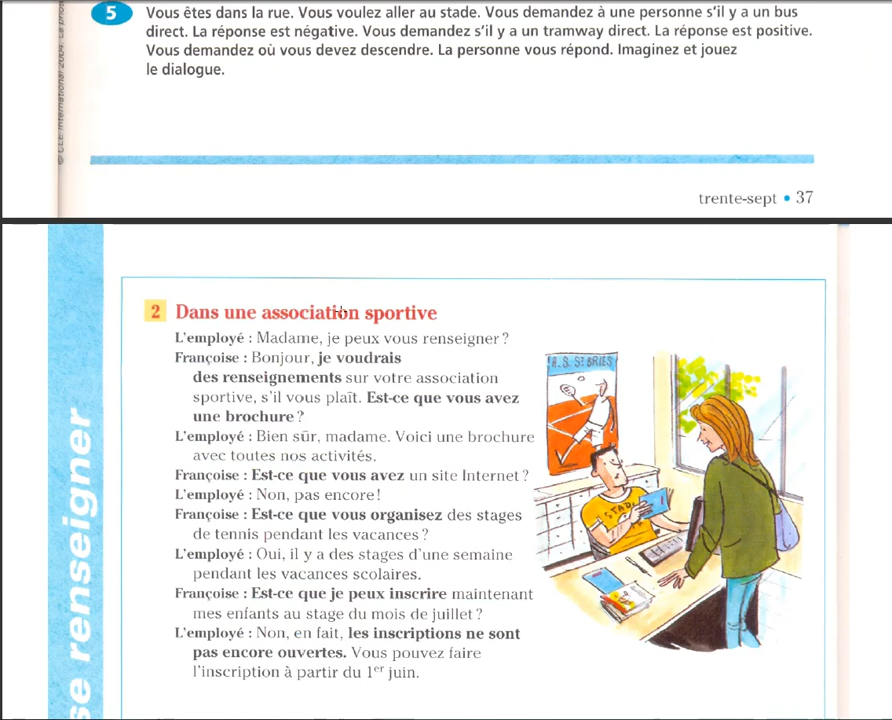 5 Vous êtes dans la rue. Vous voulez aller au stade. Vous demandez à une personne s'il y a un bus
direct. La réponse est négative. Vous demandez s'il y a un tramway direct. La réponse est positive.
Vous demandez où vous devez descendre. La personne vous répond. Imaginez et jouez
le dialogue.
trente-sept • 37
2 Dans une association sportive
L'employé : Madame, je peux vous renseigner ?
Françoise : Bonjour, je voudrais
des renseignements sur votre association
sportive, s'il vous plaît. Est-ce que vous avez
une brochure ?
L'employé : Bien sûr, madame. Voici une brochure
avec toutes nos activités.
Françoise : Est-ce que vous avez un site Internet ?
L'employé : Non, pas encore !
Françoise : Est-ce que vous organisez des stages
de tennis pendant les vacances ?
L'employé : Oui, il y a des stages d'une semaine
pendant les vacances scolaires.
Françoise : Est-ce que je peux inscrire maintenant
mes enfants au stage du mois de juillet ?
L'employé : Non, en fait, les inscriptions ne sont
pas encore ouvertes. Vous pouvez faire
l'inscription à partir du 1er juin.
A.S. St BRIES
STAD
se renseigner